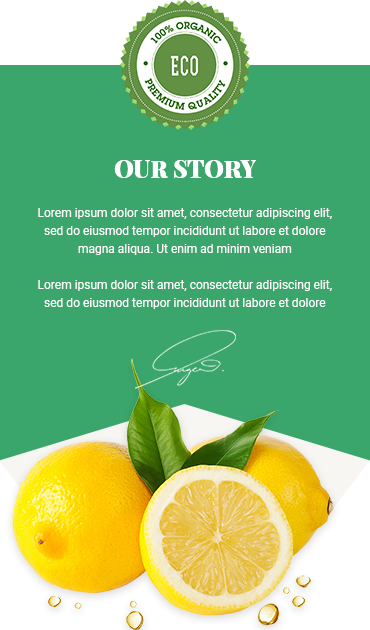 100% ORGANIC
ECO
PREMIUM QUALITY
OUR STORY
Lorem ipsum dolor sit amet, consectetur adipiscing elit,
sed do eiusmod tempor incididunt ut labore et dolore
magna aliqua. Ut enim ad minim veniam
Lorem ipsum dolor sit amet, consectetur adipiscing elit,
sed do eiusmod tempor incididunt ut labore et dolore